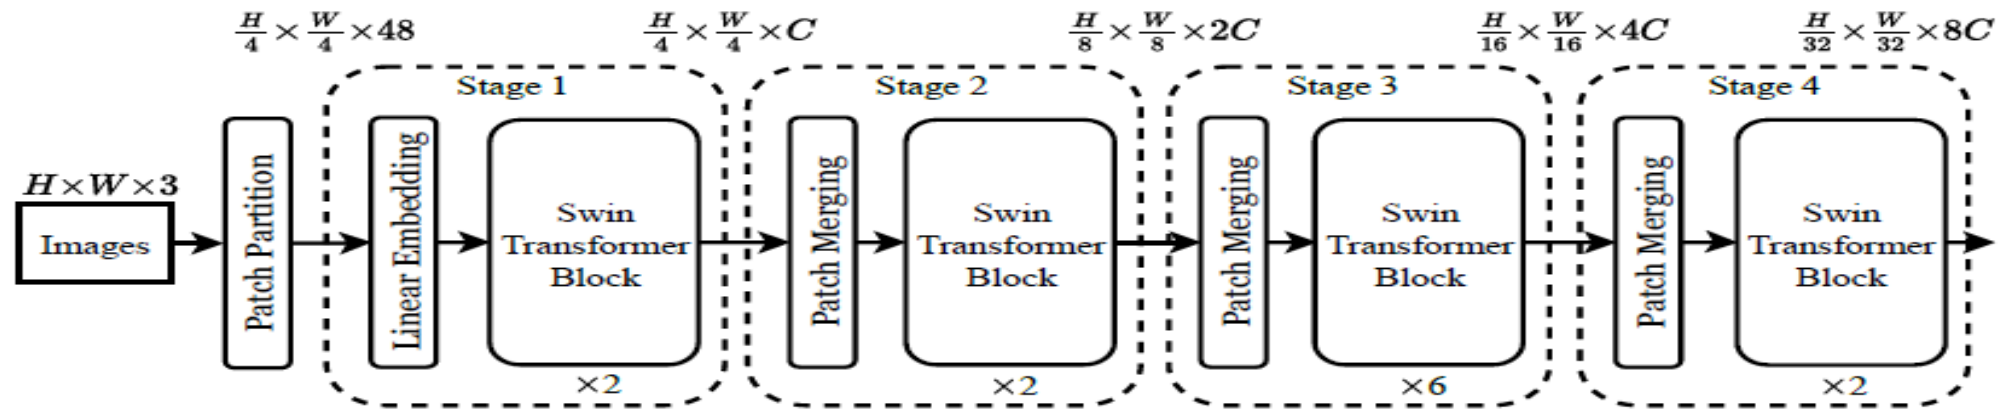 H/4 × W/4 × 48
H/4 × W/4 × C
H/8 × W/8 × 2C
H/16 × W/16 × 4C
H/32 × W/32 × 8C
H×W×3
Images
Patch Partition
Stage 1
Linear Embedding
Swin
Transformer
Block
×2
Stage 2
Patch Merging
Swin
Transformer
Block
×2
Stage 3
Patch Merging
Swin
Transformer
Block
×6
Stage 4
Patch Merging
Swin
Transformer
Block
×2